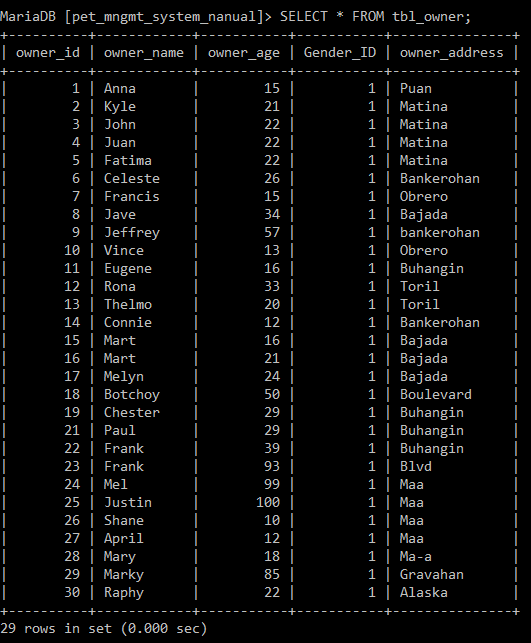 MariaDB [pet_mngmt_system_nanual]> SELECT * FROM tbl_owner;
+----------+------------+-----------+-----------+---------------+
| owner_id | owner_name | owner_age | Gender_ID | owner_address |
+----------+------------+-----------+-----------+---------------+
|        1 | Anna       |        15 |         1 | Puan          |
|        2 | Kyle       |        21 |         1 | Matina        |
|        3 | John       |        22 |         1 | Matina        |
|        4 | Juan       |        22 |         1 | Matina        |
|        5 | Fatima     |        22 |         1 | Matina        |
|        6 | Celeste    |        26 |         1 | Bankerohan    |
|        7 | Francis    |        15 |         1 | Obrero        |
|        8 | Jave       |        34 |         1 | Bajada        |
|        9 | Jeffrey    |        57 |         1 | bankerohan    |
|       10 | Vince      |        13 |         1 | Obrero        |
|       11 | Eugene     |        16 |         1 | Buhangin      |
|       12 | Rona       |        33 |         1 | Toril         |
|       13 | Thelmo     |        20 |         1 | Toril         |
|       14 | Connie     |        12 |         1 | Bankerohan    |
|       15 | Mart       |        16 |         1 | Bajada        |
|       16 | Mart       |        21 |         1 | Bajada        |
|       17 | Melyn      |        24 |         1 | Bajada        |
|       18 | Botchoy    |        50 |         1 | Boulevard     |
|       19 | Chester    |        29 |         1 | Buhangin      |
|       21 | Paul       |        29 |         1 | Buhangin      |
|       22 | Frank      |        39 |         1 | Buhangin      |
|       23 | Frank      |        93 |         1 | Blvd          |
|       24 | Mel        |        99 |         1 | Maa           |
|       25 | Justin     |       100 |         1 | Maa           |
|       26 | Shane      |        10 |         1 | Maa           |
|       27 | April      |        12 |         1 | Maa           |
|       28 | Mary       |        18 |         1 | Ma-a          |
|       29 | Marky      |        85 |         1 | Gravahan      |
|       30 | Raphy      |        22 |         1 | Alaska        |
+----------+------------+-----------+-----------+---------------+
29 rows in set (0.000 sec)